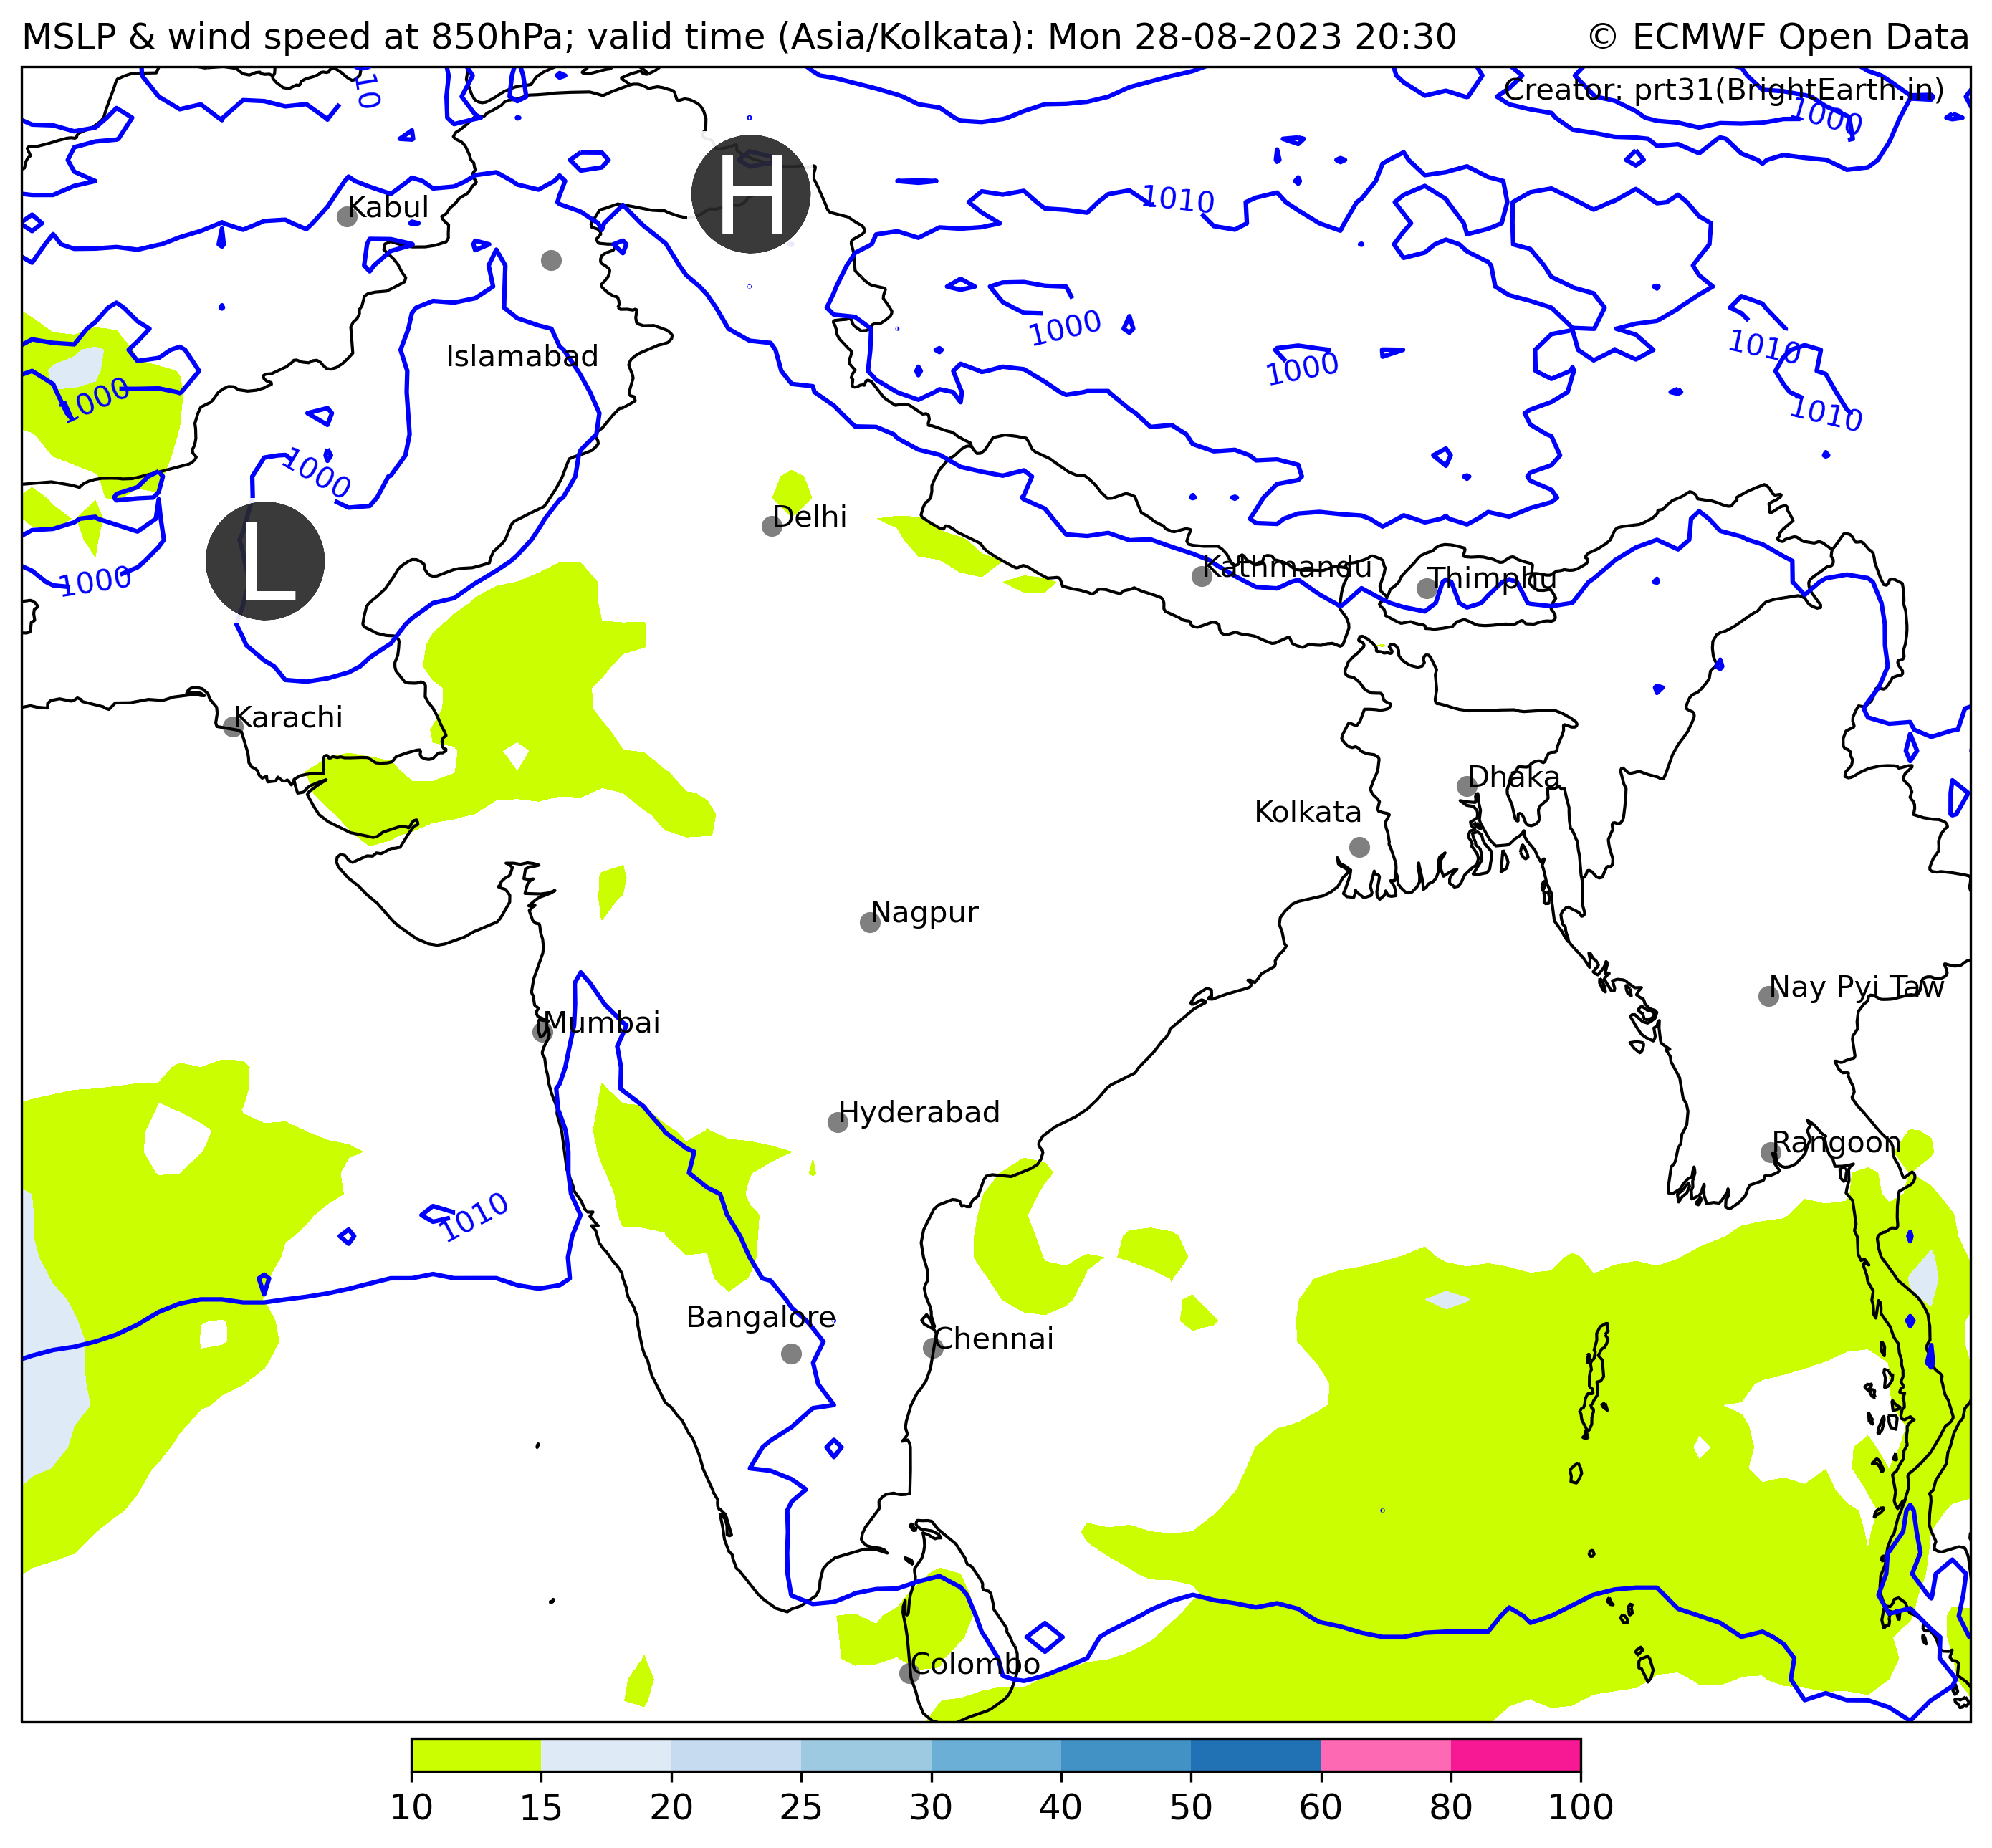 MSLP & wind speed at 850hPa; valid time (Asia/Kolkata): Mon 28-08-2023 20:30
© ECMWF Open Data
Creator: prt31(BrightEarth.in)
10
1000
H
1010
Kabul
1000
1010
Islamabad
1000
1000
1010
1000
L
Delhi
1000
Kathmandu
Thimphu
Karachi
Dhaka
Kolkata
Nagpur
Nay Pyi Taw
Mumbai
Hyderabad
Rangoon
1010
Bangalore
Chennai
Colombo
10 15 20 25 30 40 50 60 80 100